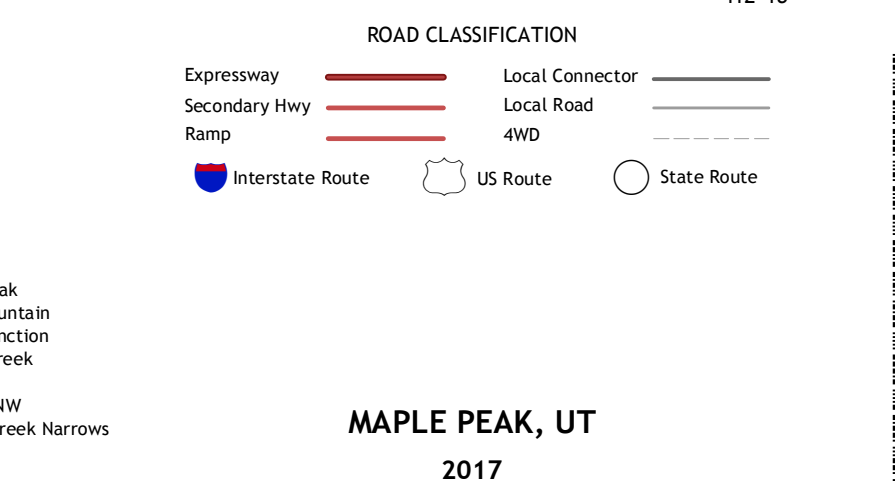 ROAD CLASSIFICATION
Expressway
Local Connector
Secondary Hwy
Local Road
Ramp
4WD
Interstate Route
US Route
State Route
MAPLE PEAK, UT
2017
Narrows